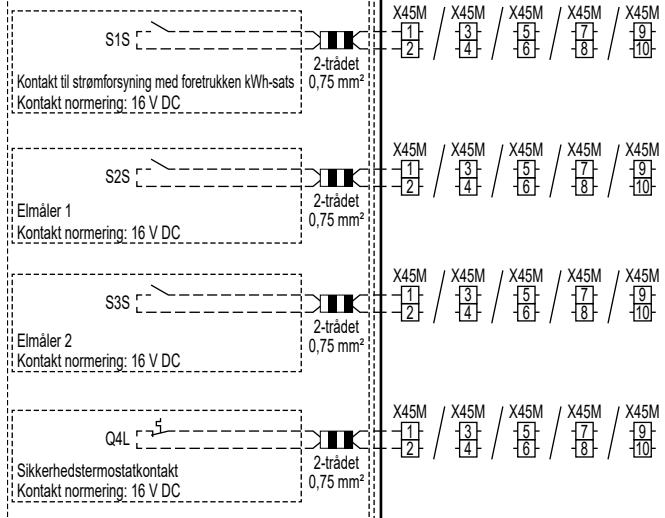 X45M / X45M / X45M / X45M / X45M
S1S
1 3 5 7 9
2 4 6 8 10
2-trådet
0,75 mm²
Kontakt til strømforsyning med foretrukken kWh-sats
Kontakt normering: 16 V DC
X45M / X45M / X45M / X45M / X45M
S2S
1 3 5 7 9
2 4 6 8 10
2-trådet
0,75 mm²
Elmåler 1
Kontakt normering: 16 V DC
X45M / X45M / X45M / X45M / X45M
S3S
1 3 5 7 9
2 4 6 8 10
2-trådet
0,75 mm²
Elmåler 2
Kontakt normering: 16 V DC
X45M / X45M / X45M / X45M / X45M
Q4L
1 3 5 7 9
2 4 6 8 10
2-trådet
0,75 mm²
Sikkerhedstermostatkontakt
Kontakt normering: 16 V DC